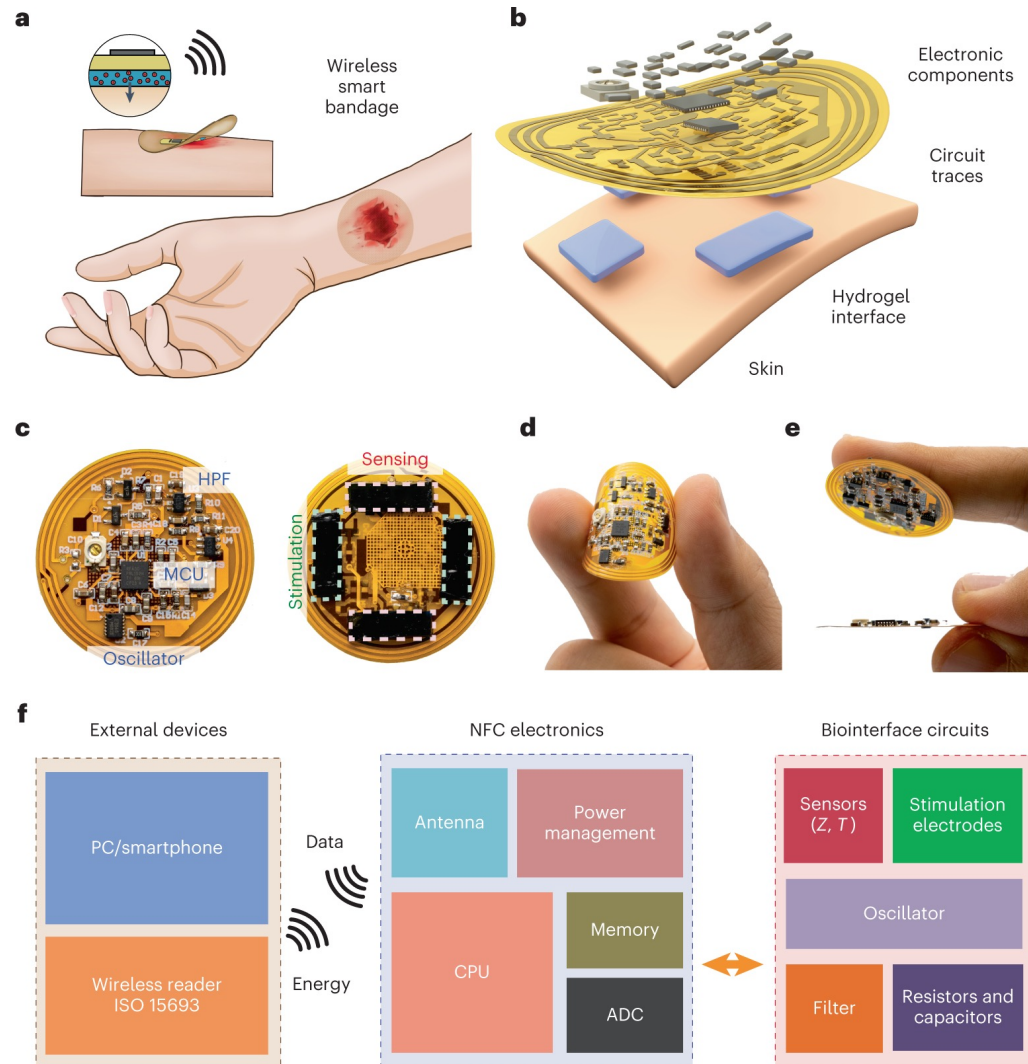 a
Wireless
smart
bandage
b
Electronic
components
Circuit
traces
Hydrogel
interface
Skin
c
HPF
MCU
Oscillator
Sensing
Stimulation
d
e
f
External devices
PC/smartphone
Wireless reader
ISO 15693
Data
Energy
NFC electronics
Antenna
Power
management
CPU
Memory
ADC
Biointerface circuits
Sensors
(Z, T)
Stimulation
electrodes
Oscillator
Filter
Resistors and
capacitors